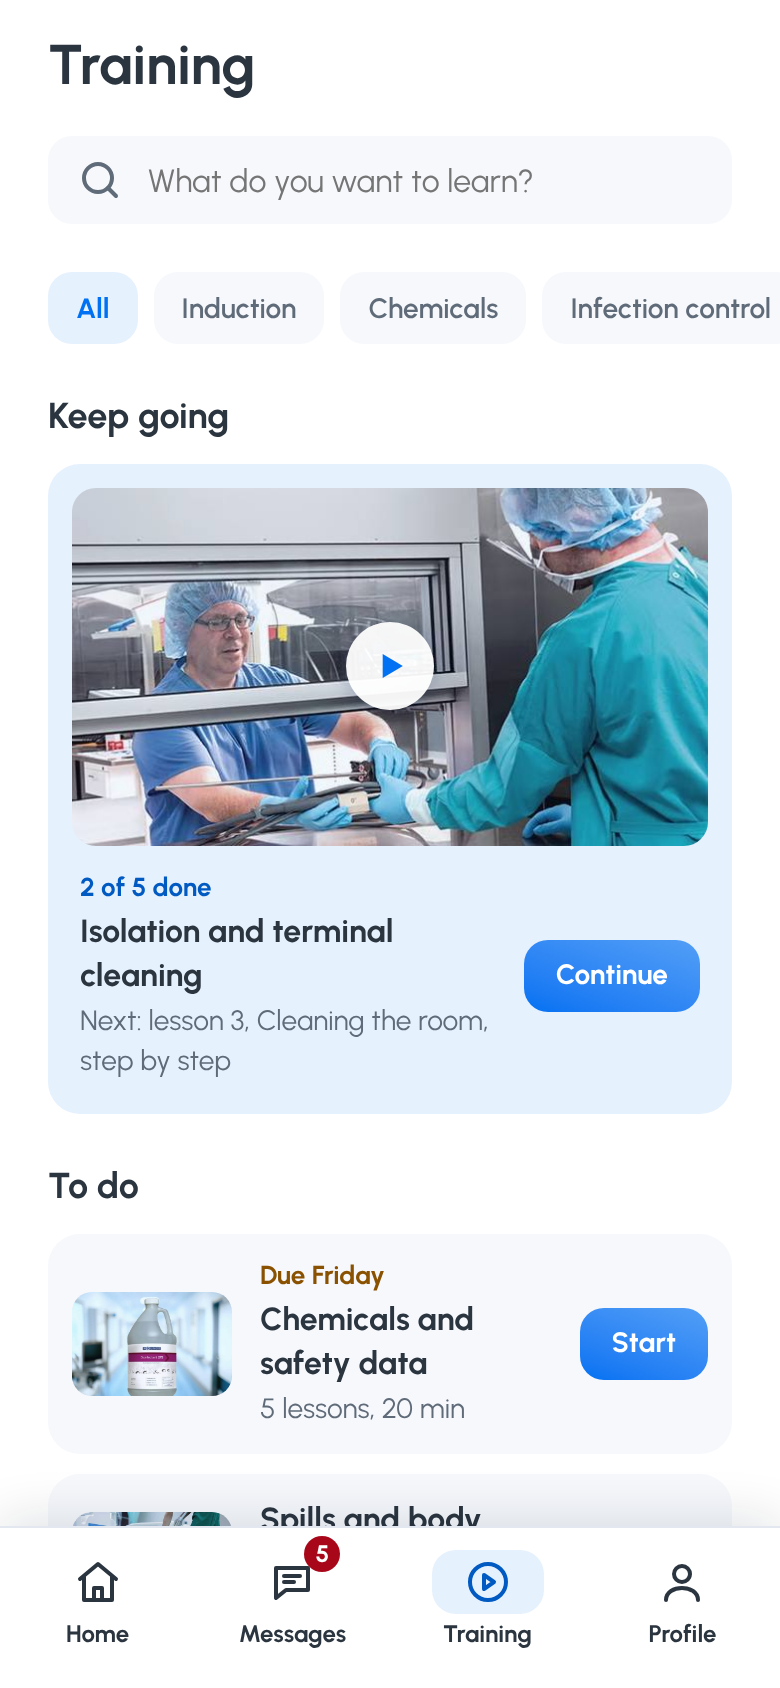 Training
What do you want to learn?
All
Induction
Chemicals
Infection control
Keep going
2 of 5 done
Isolation and terminal
cleaning
Next: lesson 3, Cleaning the room,
step by step
Continue
To do
Due Friday
Chemicals and
safety data
5 lessons, 20 min
Start
Spills and body
5
Home
Messages
Training
Profile